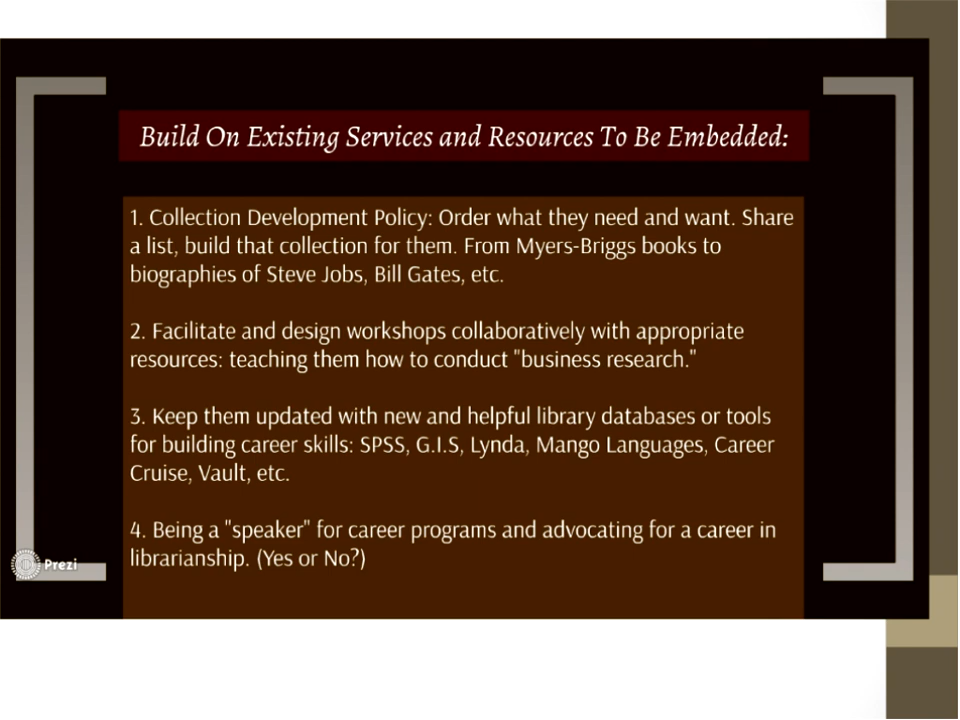 Build On Existing Services and Resources To Be Embedded:
1. Collection Development Policy: Order what they need and want. Share
a list, build that collection for them. From Myers-Briggs books to
biographies of Steve Jobs, Bill Gates, etc.
2. Facilitate and design workshops collaboratively with appropriate
resources: teaching them how to conduct "business research."
3. Keep them updated with new and helpful library databases or tools
for building career skills: SPSS, G.I.S, Lynda, Mango Languages, Career
Cruise, Vault, etc.
4. Being a "speaker" for career programs and advocating for a career in
librarianship. (Yes or No?)
Prezi